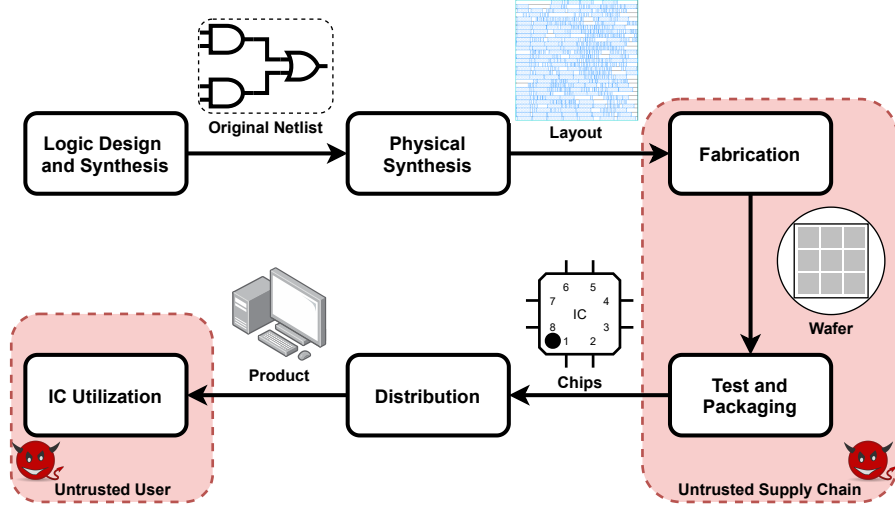 Original Netlist
Layout
Logic Design
and Synthesis
Physical
Synthesis
Fabrication
Wafer
6 5
7 4
IC
8 3
1 2
Chips
Product
IC Utilization
Distribution
Test and
Packaging
Untrusted User
Untrusted Supply Chain